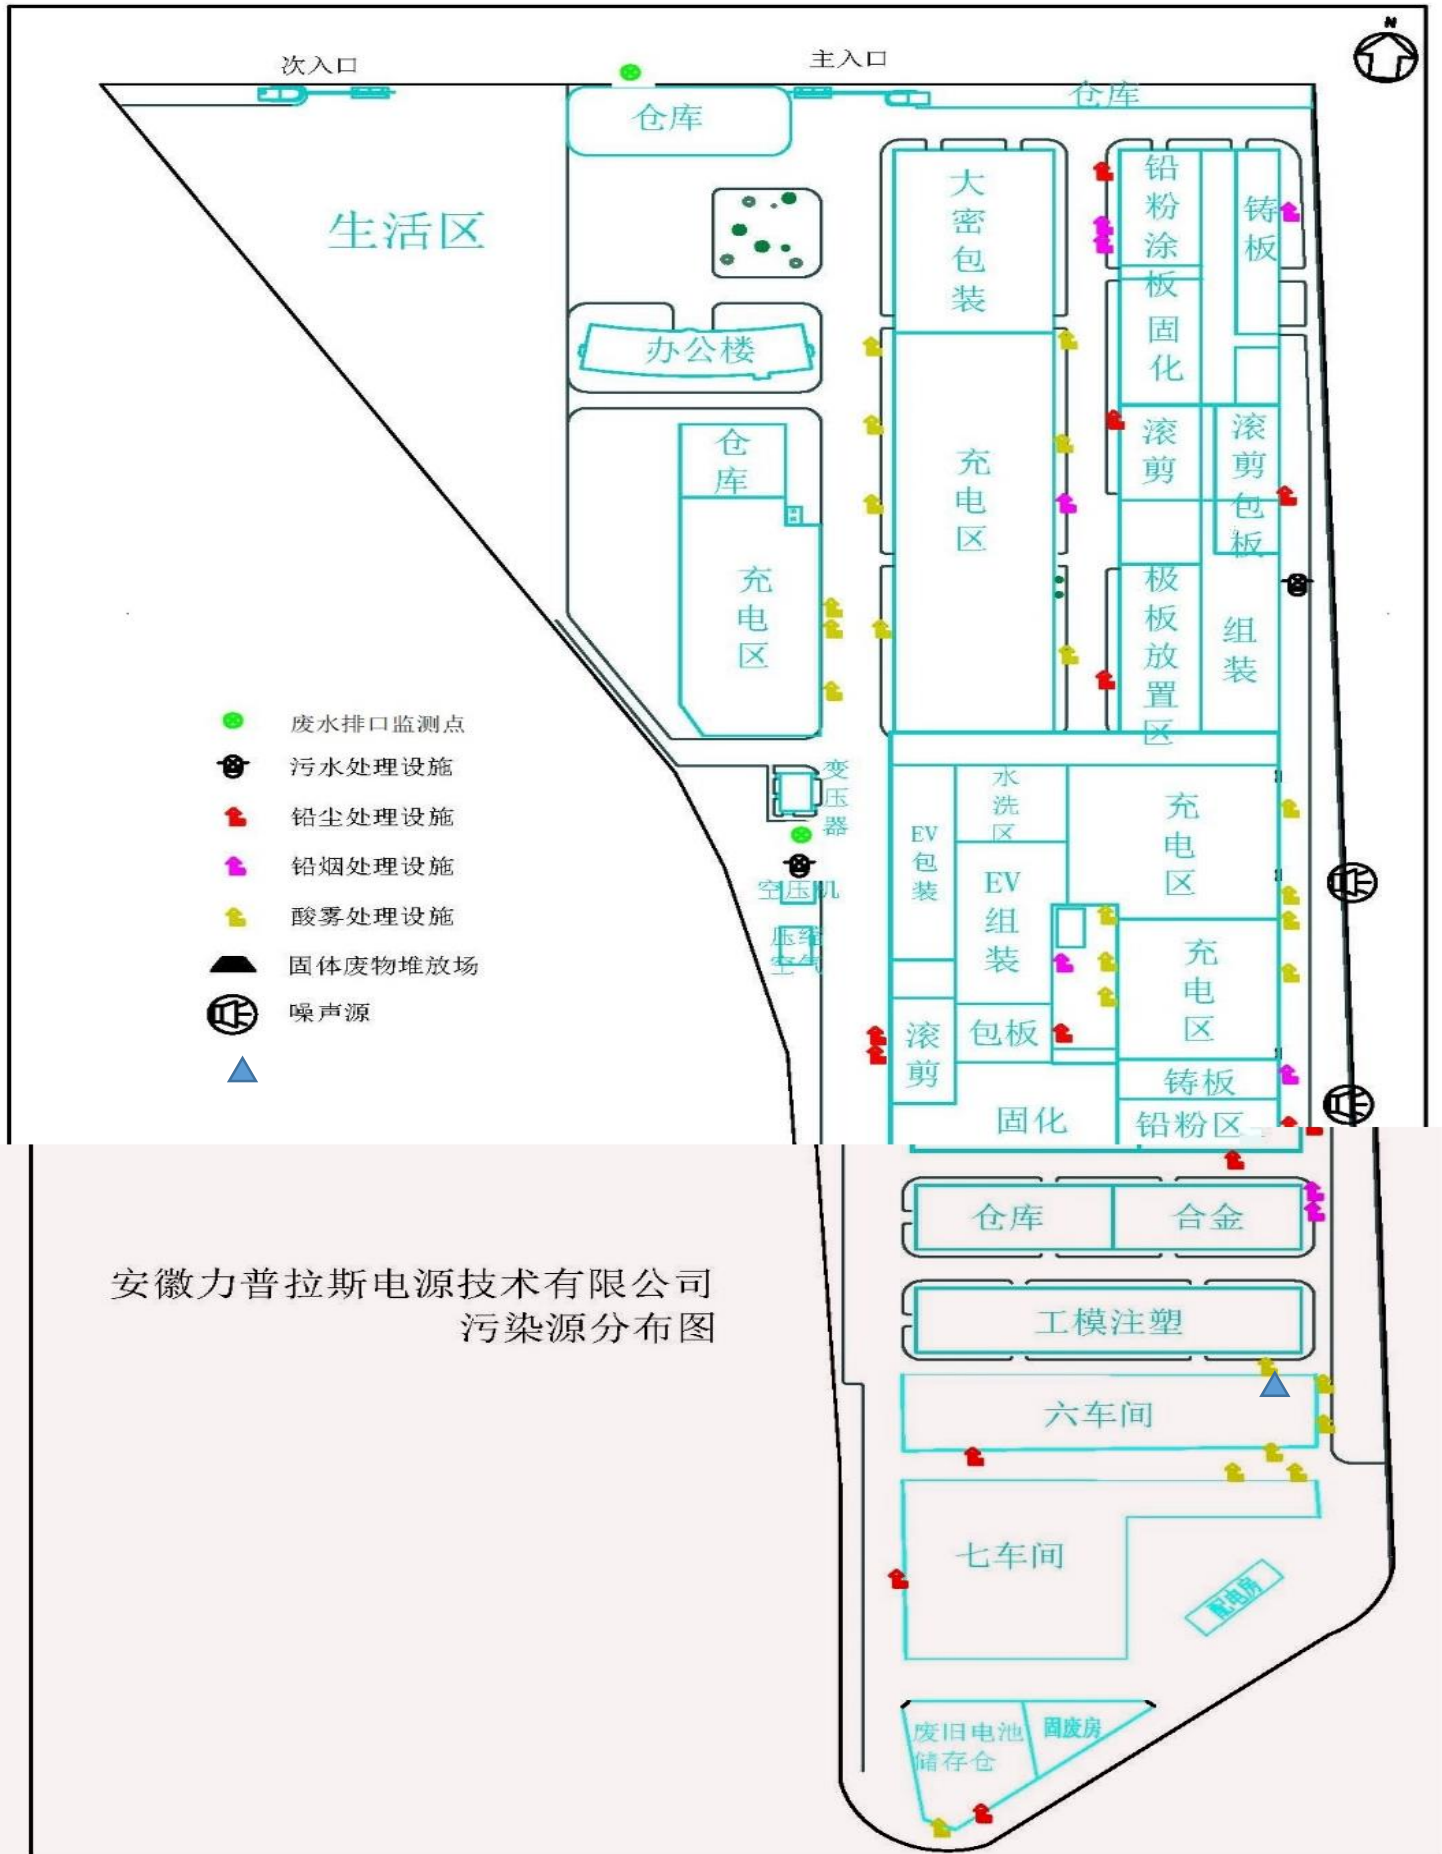 N
次入口
主入口
仓库
仓库
生活区
大密包装
铅粉涂板
铸板
固化
办公楼
仓库
充电区
滚剪
滚剪
包板
充电区
极板放置区
组装
废水排口监测点
污水处理设施
铅尘处理设施
铅烟处理设施
酸雾处理设施
固体废物堆放场
噪声源
变压器
空压机
压缩空气
EV包装
水洗区
充电区
EV组装
充电区
滚剪
包板
铸板
固化
铅粉区
仓库
合金
安徽力普拉斯电源技术有限公司
污染源分布图
工模注塑
六车间
七车间
配电房
废旧电池
储存仓
固废房